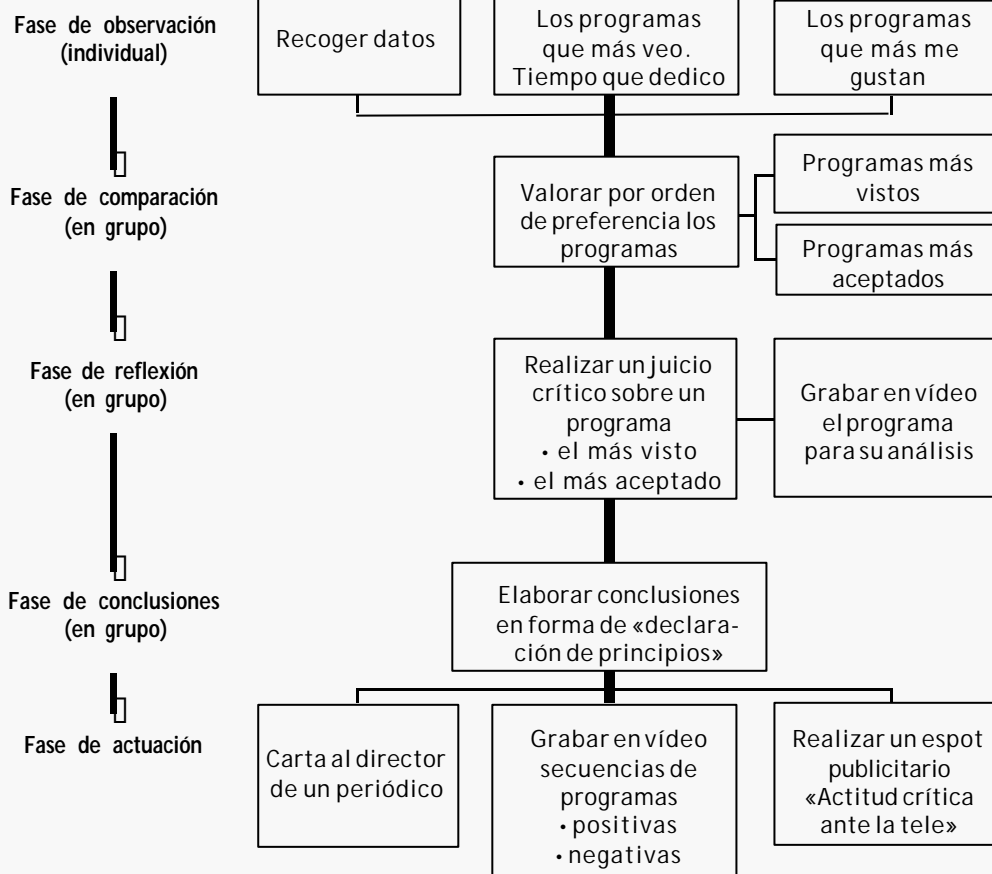 Fase de observación
(individual)
Recoger datos
Los programas
que más veo.
Tiempo que dedico
Los programas
que más me
gustan
Fase de comparación
(en grupo)
Valorar por orden
de preferencia los
programas
Programas más
vistos
Programas más
aceptados
Fase de reflexión
(en grupo)
Realizar un juicio
crítico sobre un
programa
• el más visto
• el más aceptado
Grabar en vídeo
el programa
para su análisis
Fase de conclusiones
(en grupo)
Elaborar conclusiones
en forma de «declara-
ción de principios»
Fase de actuación
Carta al director
de un periódico
Grabar en vídeo
secuencias de
programas
• positivas
• negativas
Realizar un espot
publicitario
«Actitud crítica
ante la tele»